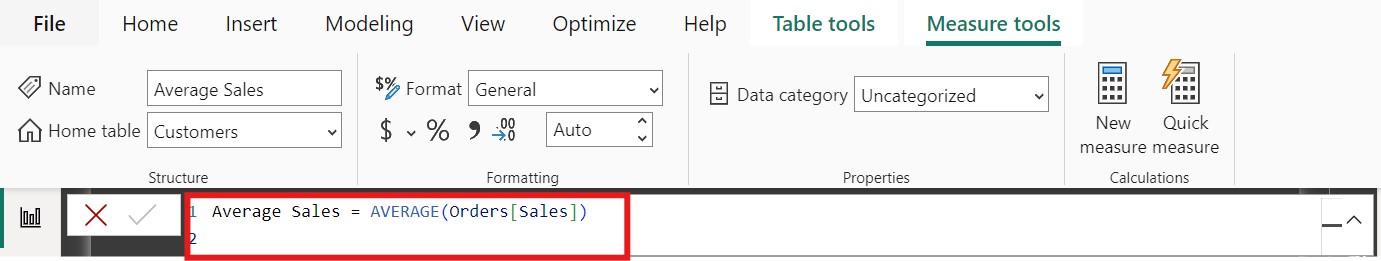 File Home Insert Modeling View Optimize Help Table tools Measure tools
Name Average Sales
Home table Customers
Structure
$% Format General
$ % , .00 →.0 Auto
Formatting
Data category Uncategorized
Properties
New measure
Quick measure
Calculations
1 Average Sales = AVERAGE(Orders[Sales])
2